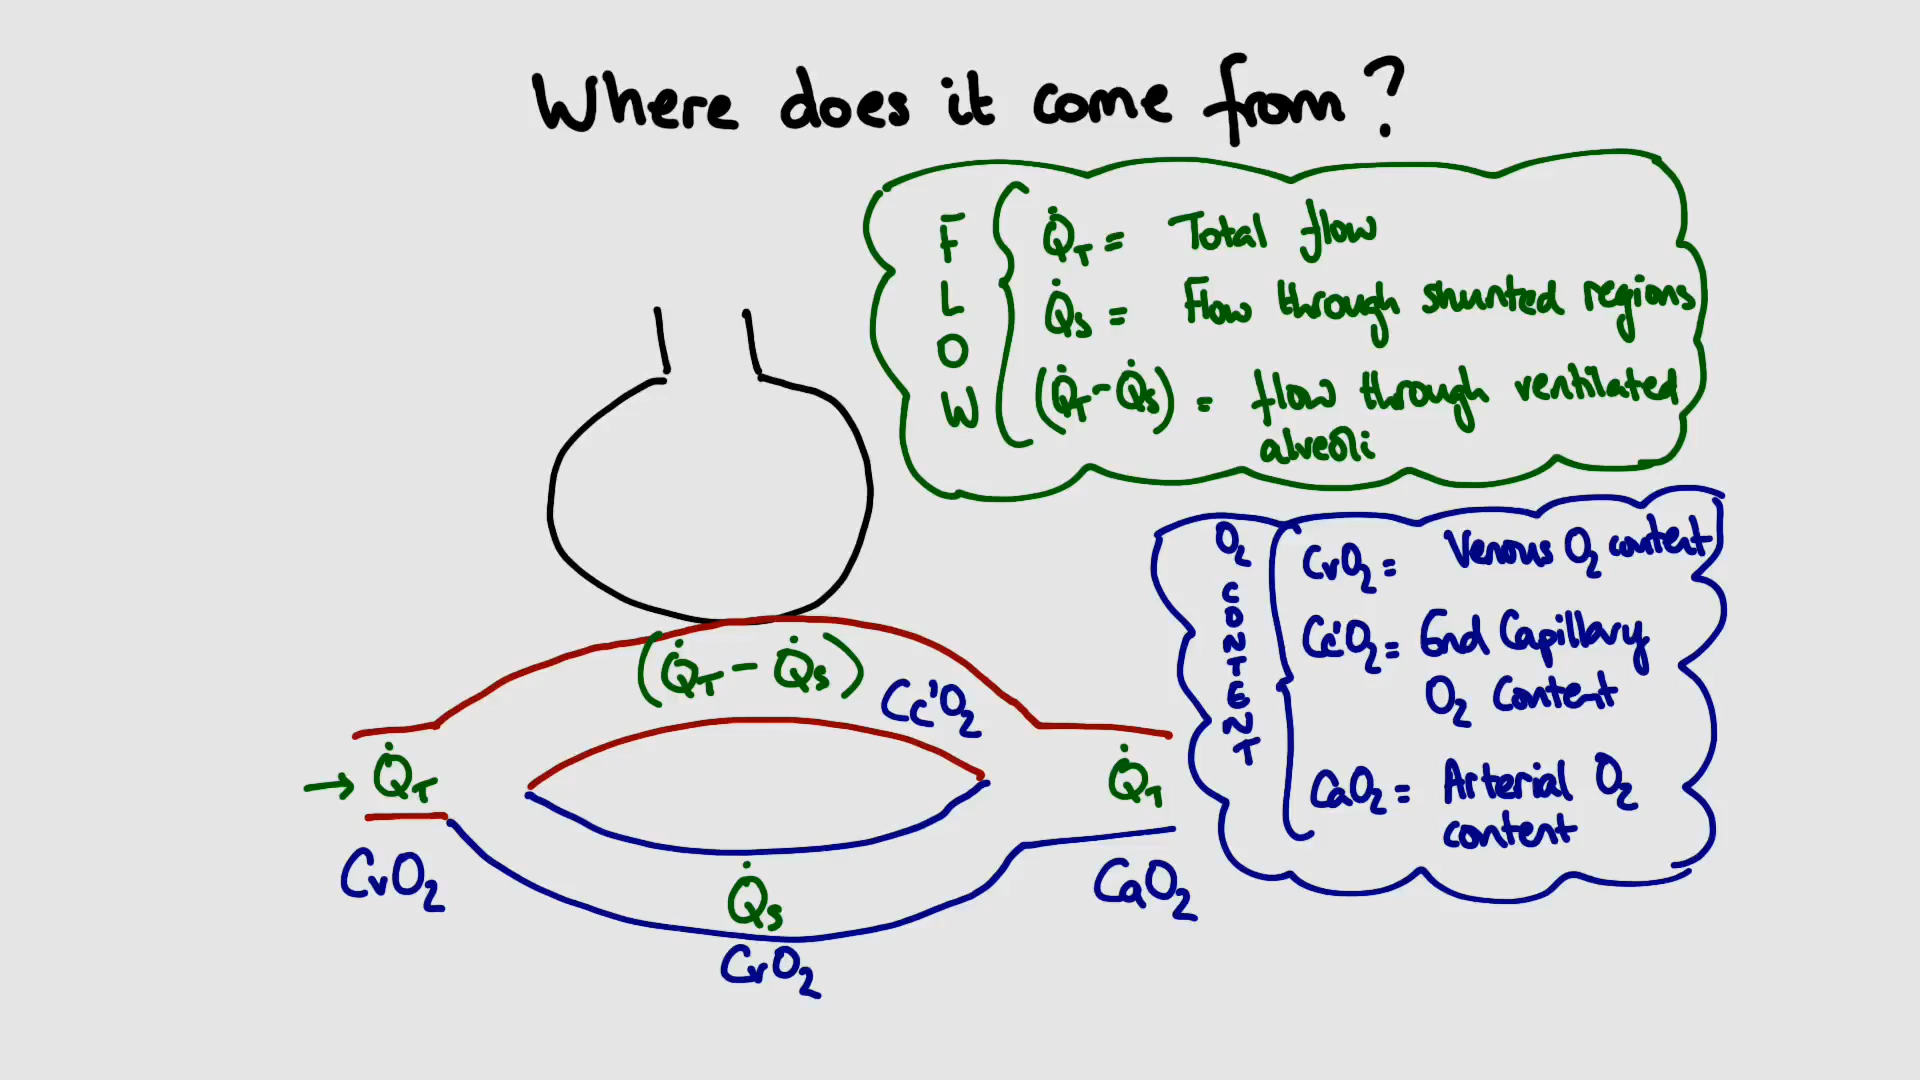 Where does it come from?
FLOW
Q̇T = Total flow
Q̇s = Flow through shunted regions
(Q̇T - Q̇s) = flow through ventilated
alveoli
O2 CONTENT
CvO2 = Venous O2 content
Cc'O2 = End Capillary
O2 Content
CaO2 = Arterial O2
content
(Q̇T - Q̇s)
Cc'O2
→ Q̇T
Q̇T
CvO2
Q̇s
CaO2
CvO2